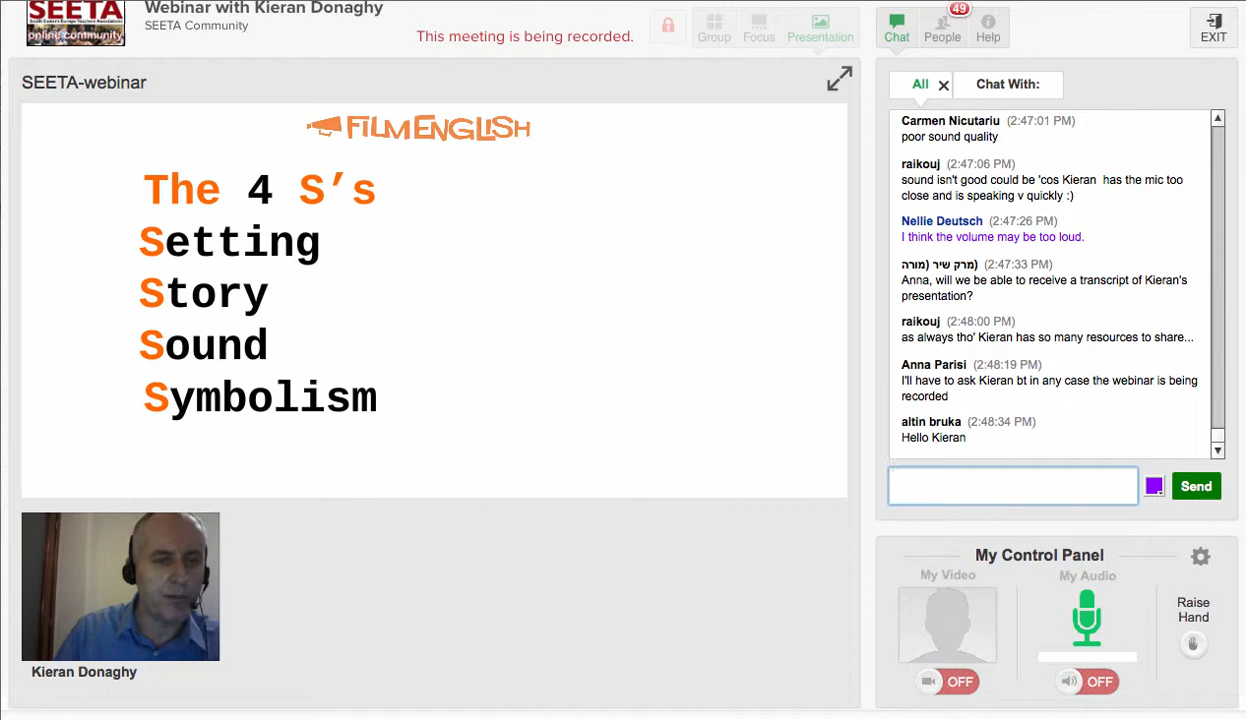 SEETA
South Eastern Europe Teachers Associations
online.community
Webinar with Kieran Donaghy
SEETA Community
This meeting is being recorded.
Group
Focus
Presentation
Chat
49
People
Help
EXIT
SEETA-webinar
FILMENGLISH
The 4 S’s
Setting
Story
Sound
Symbolism
Kieran Donaghy
All
Chat With:
Carmen Nicutariu (2:47:01 PM)
poor sound quality
raikouj (2:47:06 PM)
sound isn't good could be 'cos Kieran has the mic too
close and is speaking v quickly :)
Nellie Deutsch (2:47:26 PM)
I think the volume may be too loud.
מרק שיר (מורה) (2:47:33 PM)
Anna, will we be able to receive a transcript of Kieran's
presentation?
raikouj (2:48:00 PM)
as always tho' Kieran has so many resources to share...
Anna Parisi (2:48:19 PM)
I'll have to ask Kieran bt in any case the webinar is being
recorded
altin bruka (2:48:34 PM)
Hello Kieran
Send
My Control Panel
My Video
OFF
My Audio
OFF
Raise
Hand